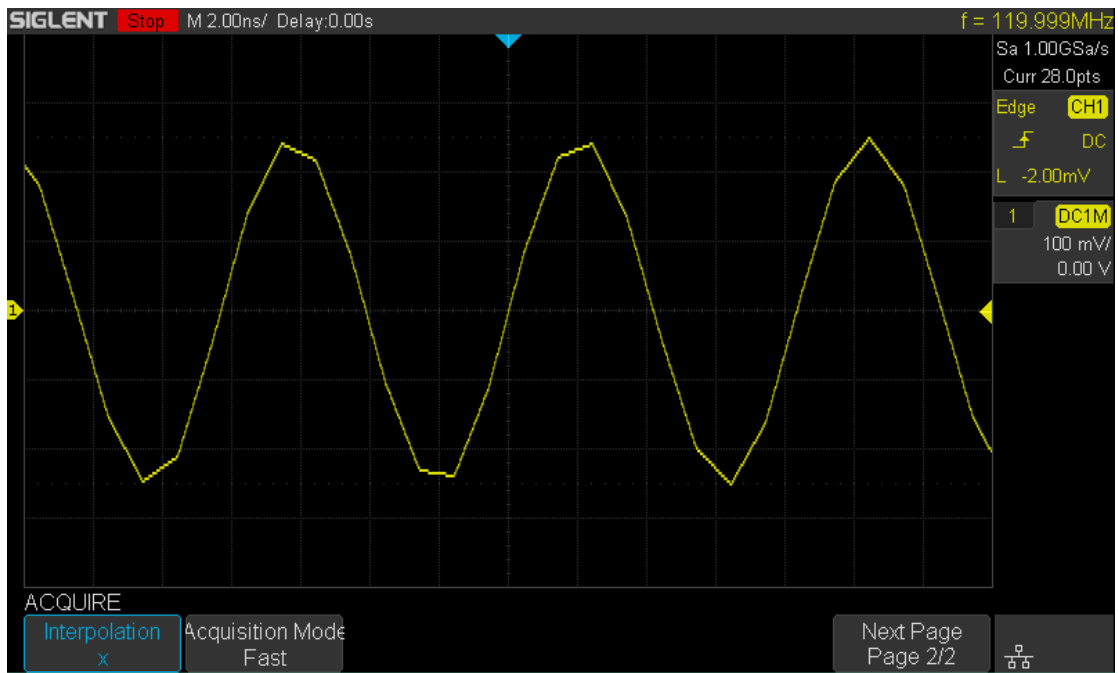 SIGLENT Stop M 2.00ns/ Delay:0.00s f = 119.999MHz
Sa 1.00GSa/s
Curr 28.0pts
Edge CH1
DC
L -2.00mV
1 DC1M
100 mV/
0.00 V
1
ACQUIRE
Interpolation
x
Acquisition Mode
Fast
Next Page
Page 2/2